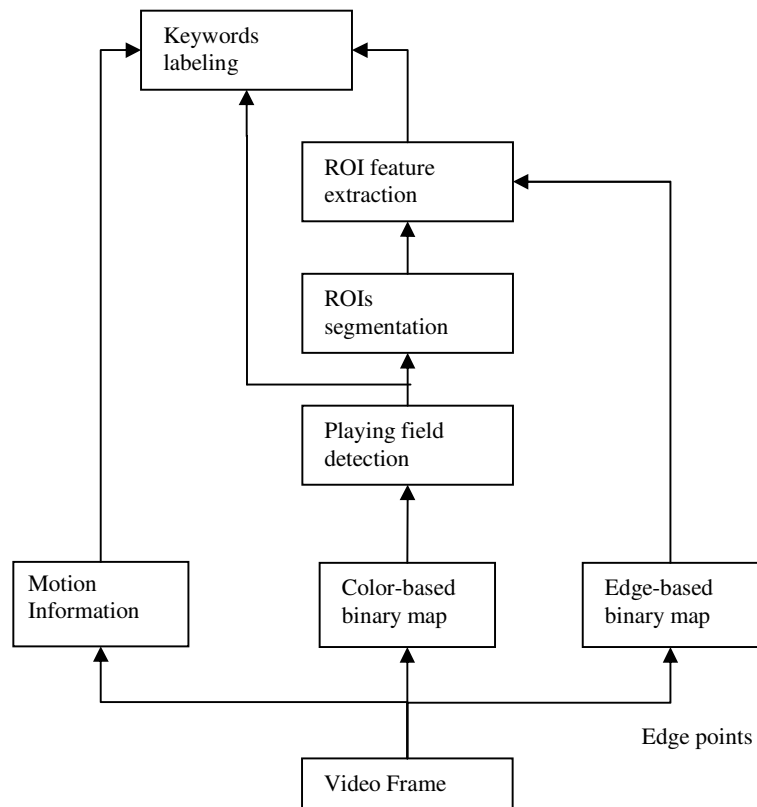 Keywords
labeling
ROI feature
extraction
ROIs
segmentation
Playing field
detection
Motion
Information
Color-based
binary map
Edge-based
binary map
Edge points
Video Frame